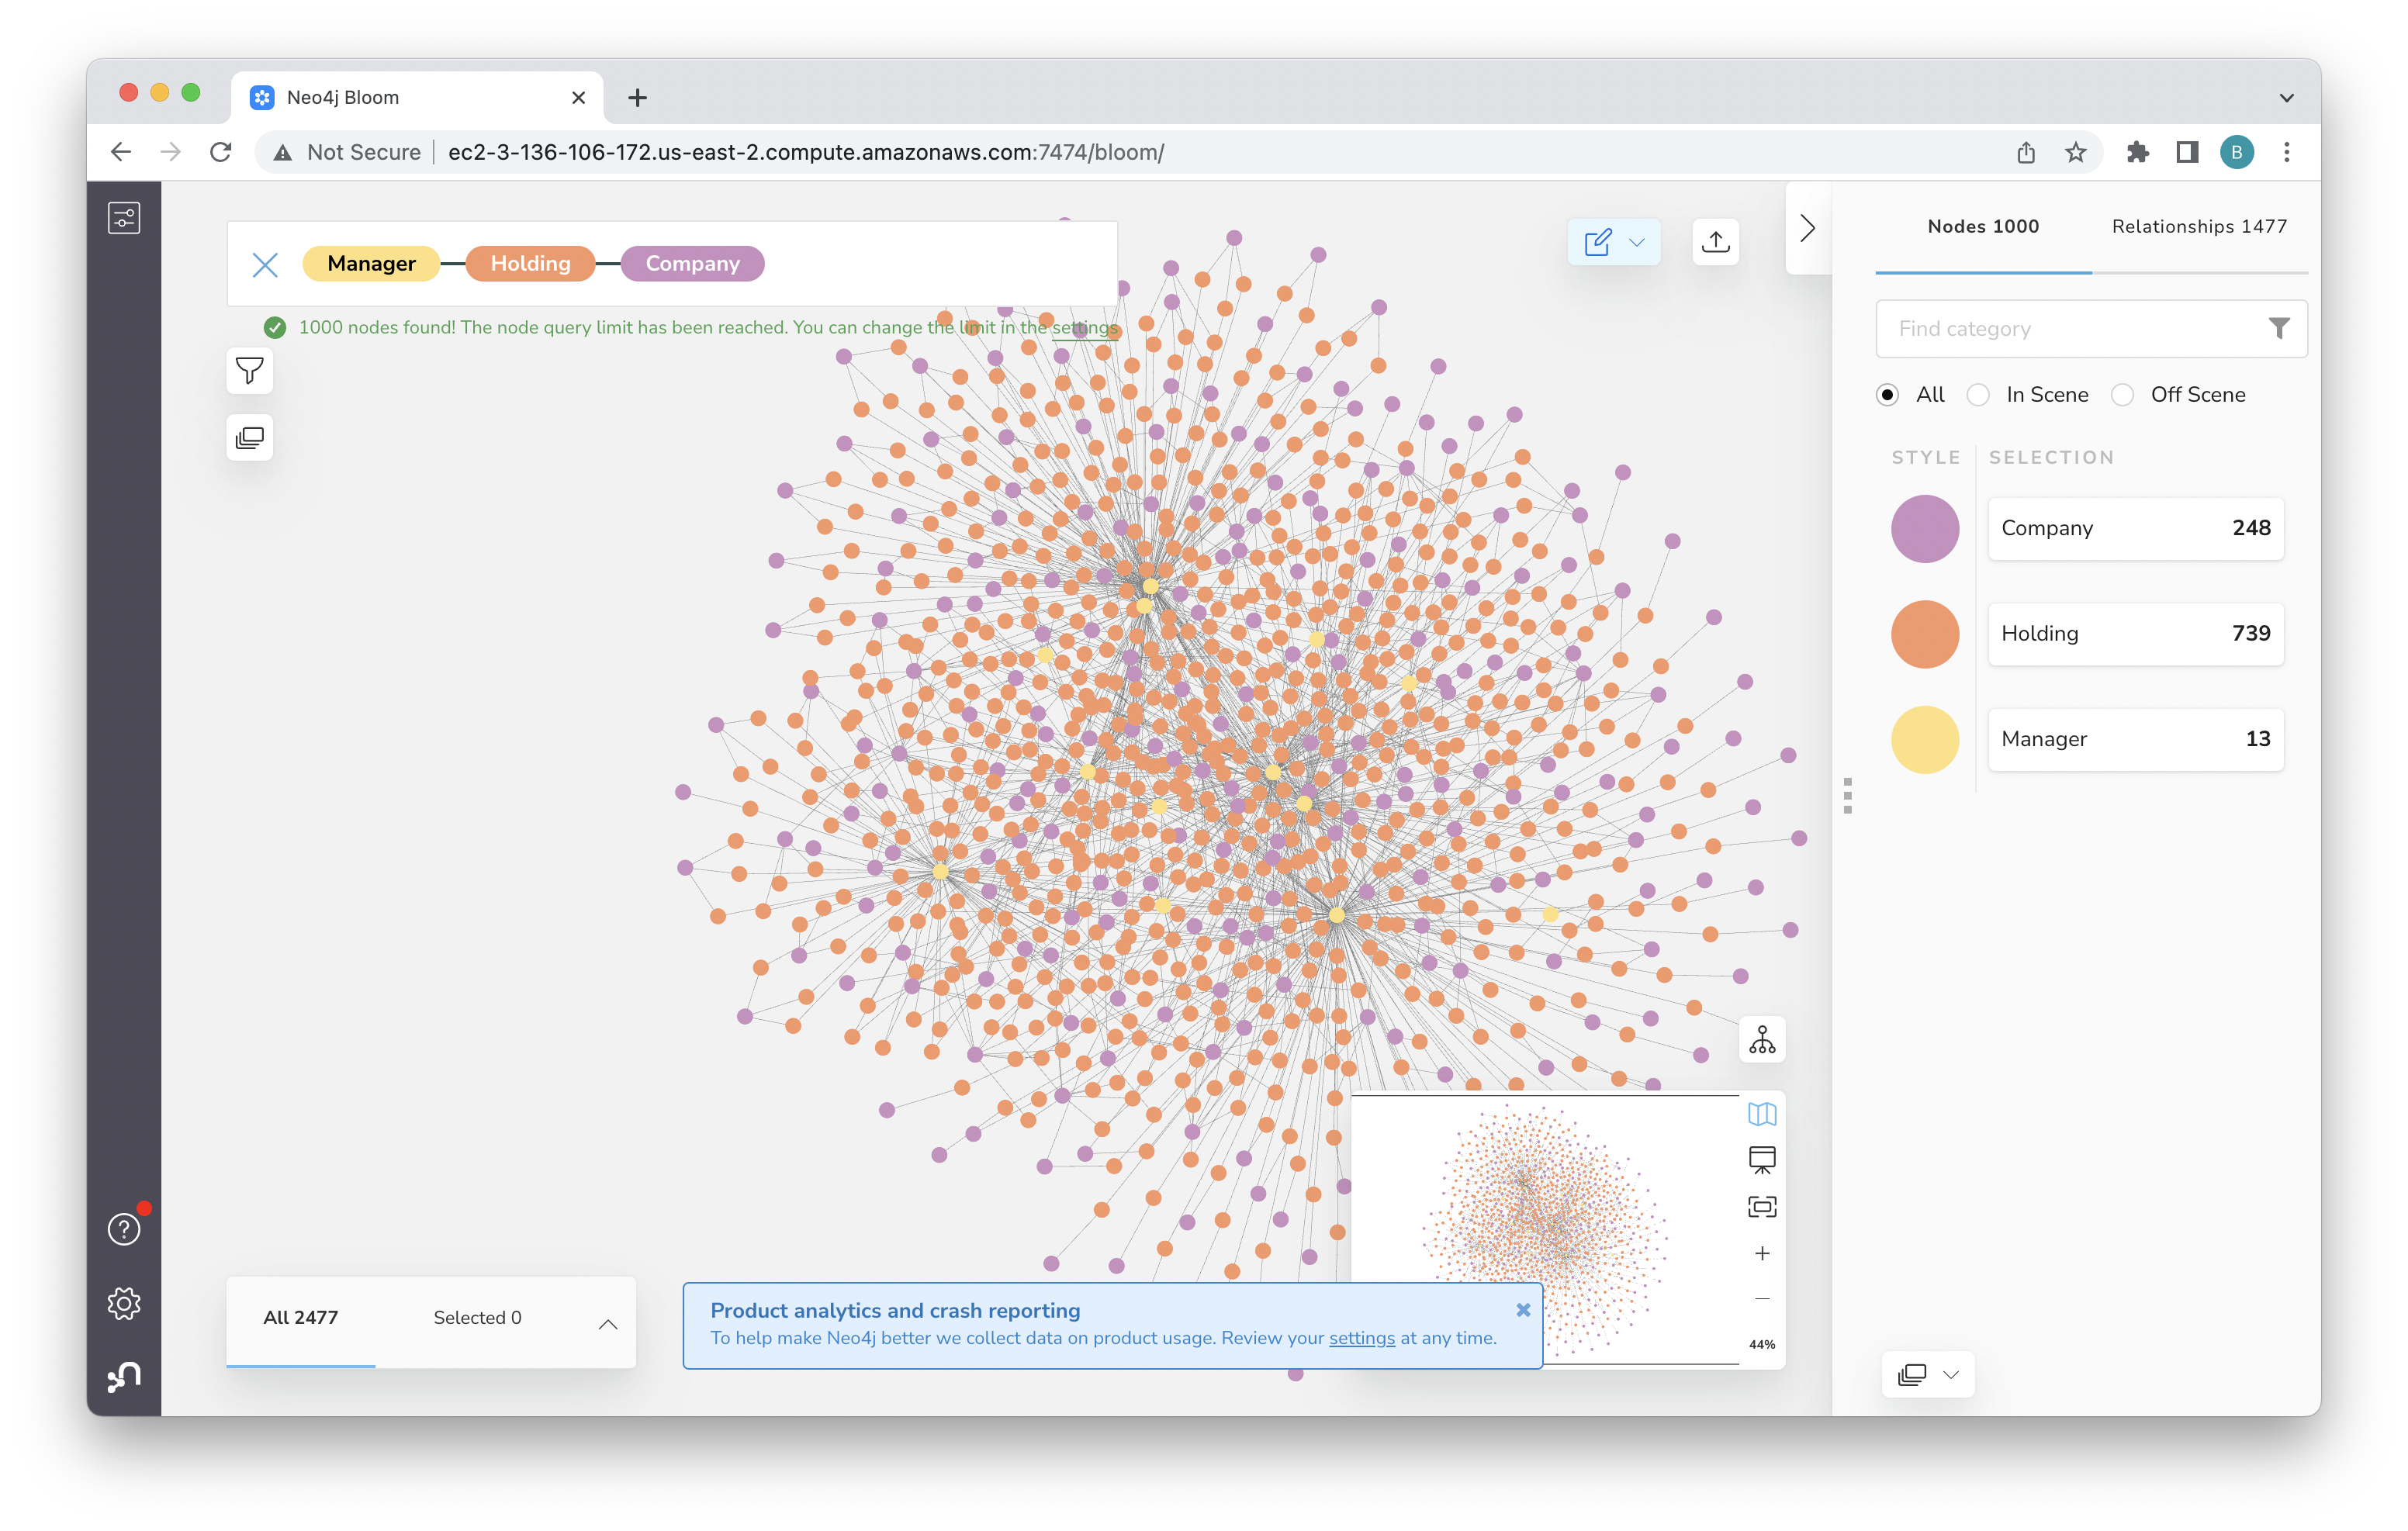 Neo4j Bloom
Not Secure
ec2-3-136-106-172.us-east-2.compute.amazonaws.com:7474/bloom/
B
Manager Holding Company
1000 nodes found! The node query limit has been reached. You can change the limit in the settings
Nodes 1000
Relationships 1477
Find category
All
In Scene
Off Scene
STYLE
SELECTION
Company 248
Holding 739
Manager 13
?
All 2477
Selected 0
Product analytics and crash reporting
To help make Neo4j better we collect data on product usage. Review your settings at any time.
44%